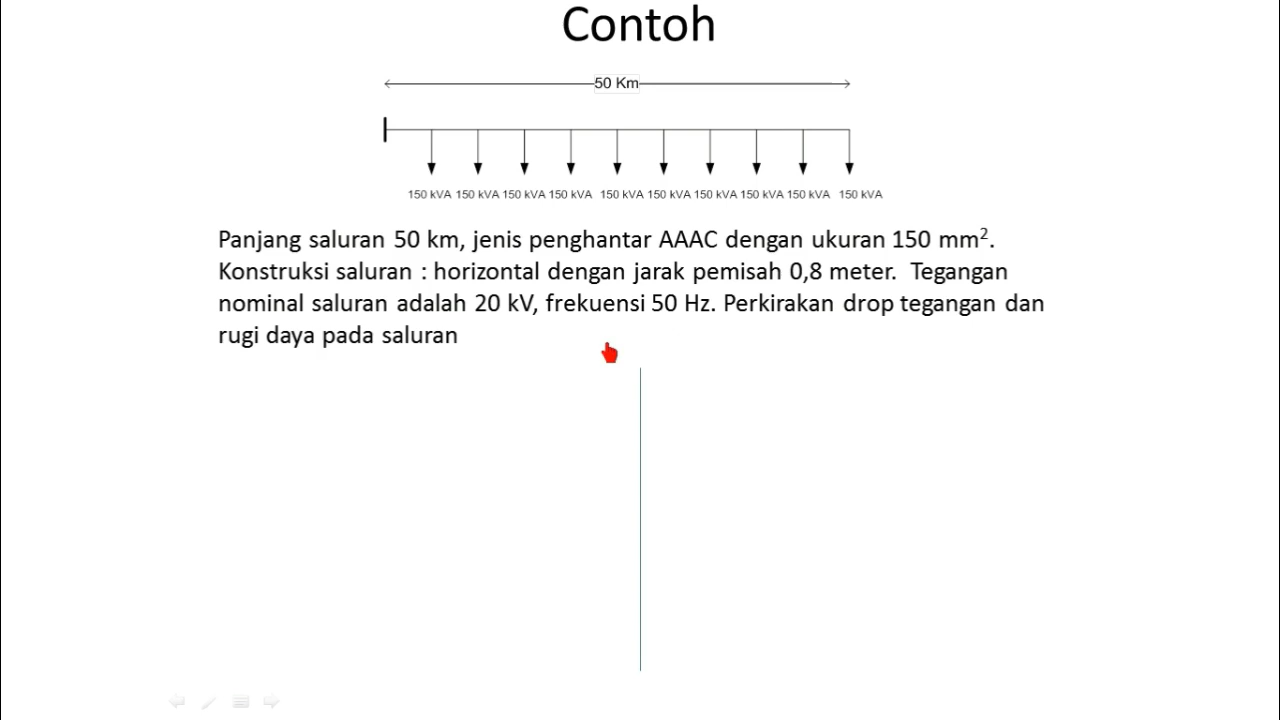 Contoh
50 Km
150 kVA 150 kVA 150 kVA 150 kVA 150 kVA 150 kVA 150 kVA 150 kVA 150 kVA 150 kVA
Panjang saluran 50 km, jenis penghantar AAAC dengan ukuran 150 mm².
Konstruksi saluran : horizontal dengan jarak pemisah 0,8 meter. Tegangan
nominal saluran adalah 20 kV, frekuensi 50 Hz. Perkirakan drop tegangan dan
rugi daya pada saluran